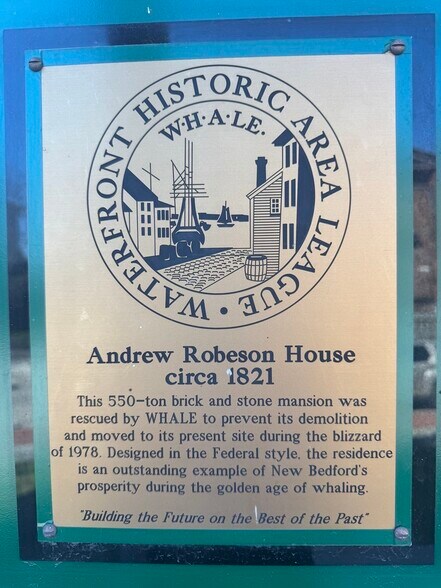 WATERFRONT HISTORIC AREA LEAGUE •
W·H·A·L·E.
Andrew Robeson House
circa 1821
This 550-ton brick and stone mansion was
rescued by WHALE to prevent its demolition
and moved to its present site during the blizzard
of 1978. Designed in the Federal style, the residence
is an outstanding example of New Bedford's
prosperity during the golden age of whaling.
"Building the Future on the Best of the Past"